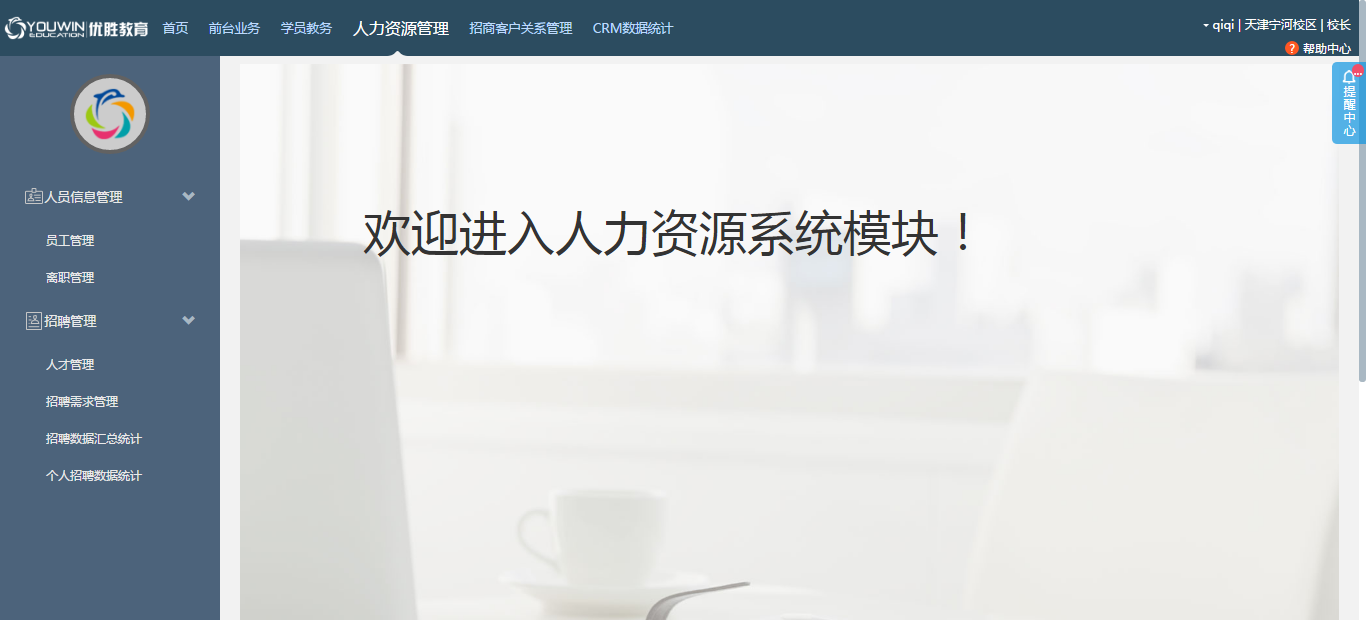 YOUWIN EDUCATION 优胜教育 首页 前台业务 学员教务 人力资源管理 招商客户关系管理 CRM数据统计 qiqi | 天津宁河校区 | 校长
? 帮助中心
提醒中心
人员信息管理
员工管理
离职管理
招聘管理
人才管理
招聘需求管理
招聘数据汇总统计
个人招聘数据统计
欢迎进入人力资源系统模块！